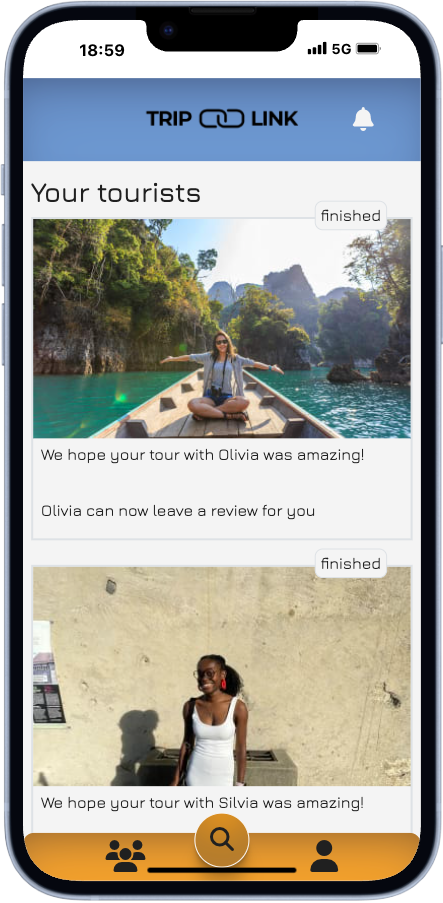 18:59 5G
TRIP LINK
Your tourists
finished
We hope your tour with Olivia was amazing!
Olivia can now leave a review for you
finished
We hope your tour with Silvia was amazing!